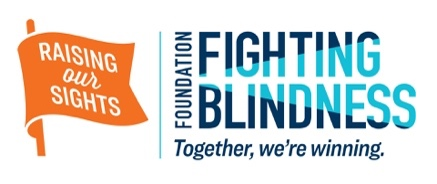 RAISING
our
SIGHTS
FOUNDATION
FIGHTING
BLINDNESS
Together, we're winning.